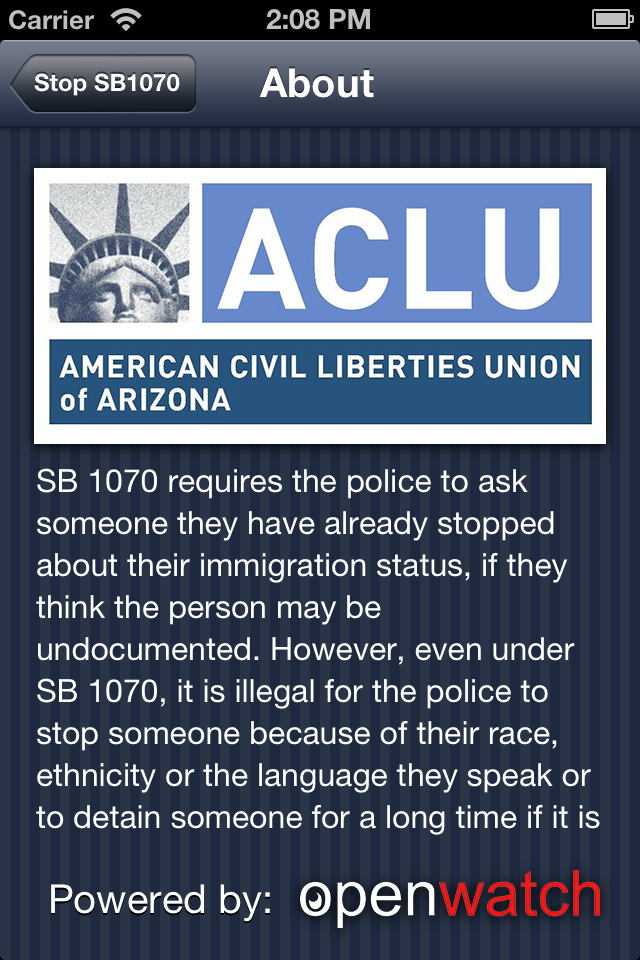 Carrier 2:08 PM
Stop SB1070 About
ACLU
AMERICAN CIVIL LIBERTIES UNION
of ARIZONA
SB 1070 requires the police to ask
someone they have already stopped
about their immigration status, if they
think the person may be
undocumented. However, even under
SB 1070, it is illegal for the police to
stop someone because of their race,
ethnicity or the language they speak or
to detain someone for a long time if it is
Powered by: openwatch